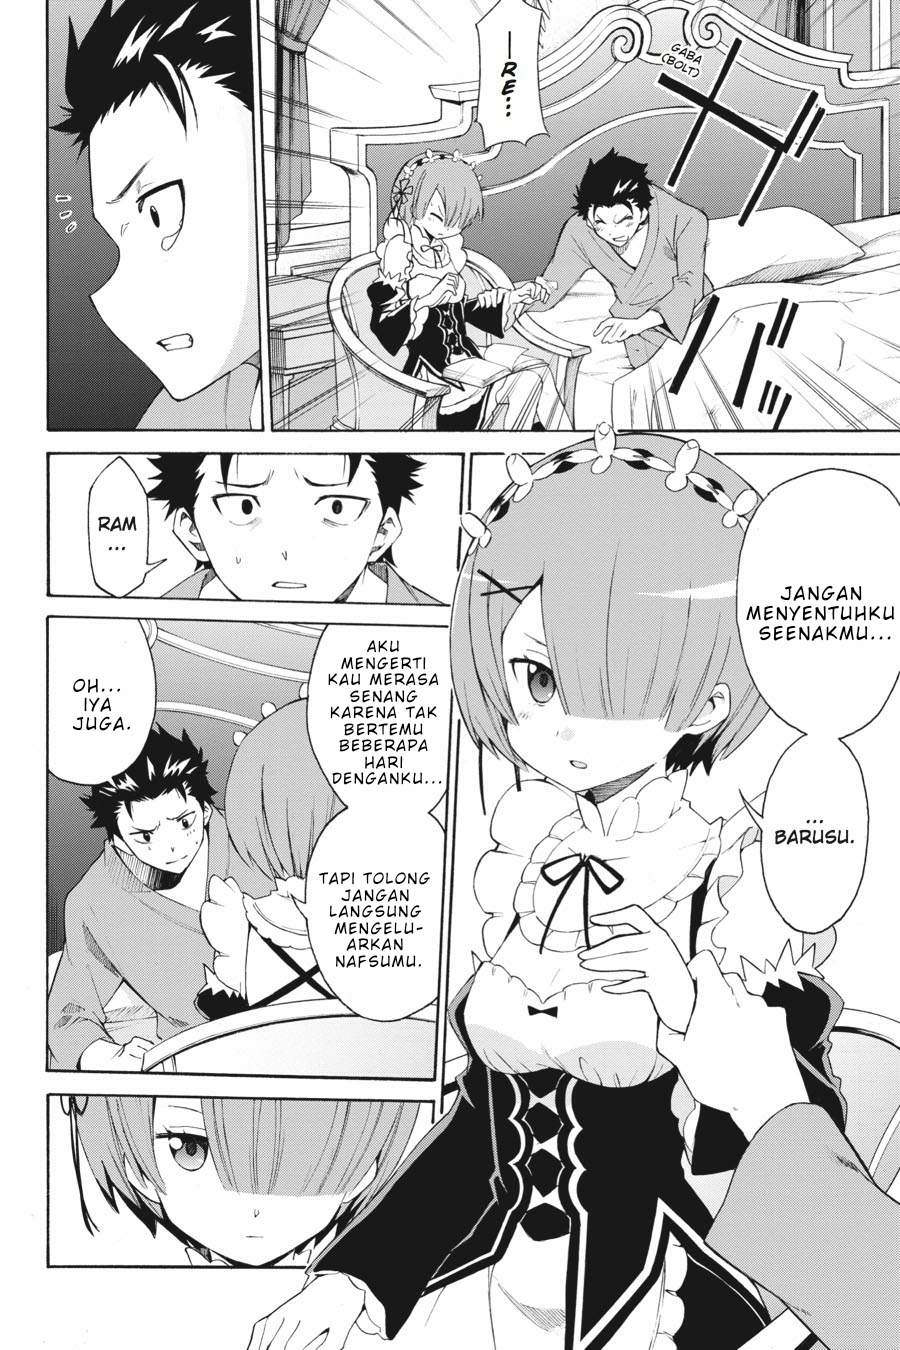 —RE...
GABA
(BOLT)
RAM
...
JANGAN
MENYENTUHKU
SEENAKMU...
...
BARUSU.
AKU
MENGERTI
KAU MERASA
SENANG
KARENA TAK
BERTEMU
BEBERAPA
HARI
DENGANKU...
TAPI TOLONG
JANGAN
LANGSUNG
MENGELU-
ARKAN
NAFSUMU.
OH...
IYA
JUGA.